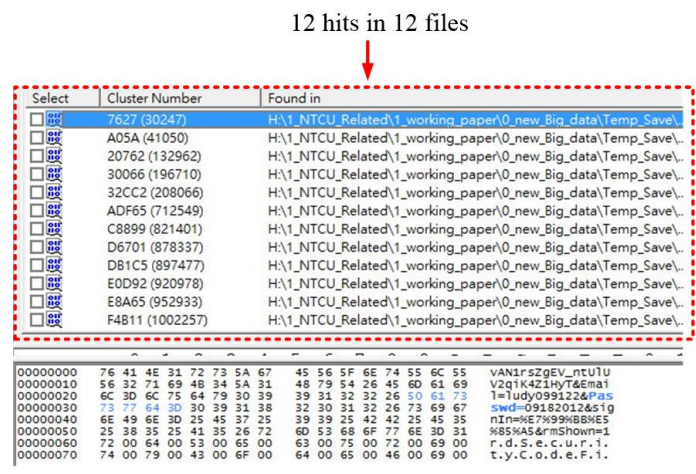 12 hits in 12 files
Select Cluster Number Found in
7627 (30247) H:\1_NTCU_Related\1_working_paper\0_new_Big_data\Temp_Save\..
A05A (41050) H:\1_NTCU_Related\1_working_paper\0_new_Big_data\Temp_Save\..
20762 (132962) H:\1_NTCU_Related\1_working_paper\0_new_Big_data\Temp_Save\..
30066 (196710) H:\1_NTCU_Related\1_working_paper\0_new_Big_data\Temp_Save\..
32CC2 (208066) H:\1_NTCU_Related\1_working_paper\0_new_Big_data\Temp_Save\..
ADF65 (712549) H:\1_NTCU_Related\1_working_paper\0_new_Big_data\Temp_Save\..
C8899 (821401) H:\1_NTCU_Related\1_working_paper\0_new_Big_data\Temp_Save\..
D6701 (878337) H:\1_NTCU_Related\1_working_paper\0_new_Big_data\Temp_Save\..
DB1C5 (897477) H:\1_NTCU_Related\1_working_paper\0_new_Big_data\Temp_Save\..
E0D92 (920978) H:\1_NTCU_Related\1_working_paper\0_new_Big_data\Temp_Save\..
E8A65 (952933) H:\1_NTCU_Related\1_working_paper\0_new_Big_data\Temp_Save\..
F4B11 (1002257) H:\1_NTCU_Related\1_working_paper\0_new_Big_data\Temp_Save\..
00000000 76 41 4E 31 72 73 5A 67 45 56 5F 6E 74 55 6C 55 vAN1rsZgEV_ntUlU
00000010 56 32 71 69 4B 34 5A 31 48 79 54 26 45 6D 61 69 V2qiK4Z1HyT&Emai
00000020 6C 3D 6C 75 64 79 30 39 39 31 32 32 26 50 61 73 l=ludy099122&Pas
00000030 73 77 64 3D 30 39 31 38 32 30 31 32 26 73 69 67 swd=09182012&sig
00000040 6E 49 6E 3D 25 45 37 25 39 39 25 42 42 25 45 35 nIn=%E7%99%BB%E5
00000050 25 38 35 25 41 35 26 72 6D 53 68 6F 77 6E 3D 31 %85%A5&rmShown=1
00000060 72 00 64 00 53 00 65 00 63 00 75 00 72 00 69 00 r.d.S.e.c.u.r.i.
00000070 74 00 79 00 43 00 6F 00 64 00 65 00 46 00 69 00 t.y.C.o.d.e.F.i.